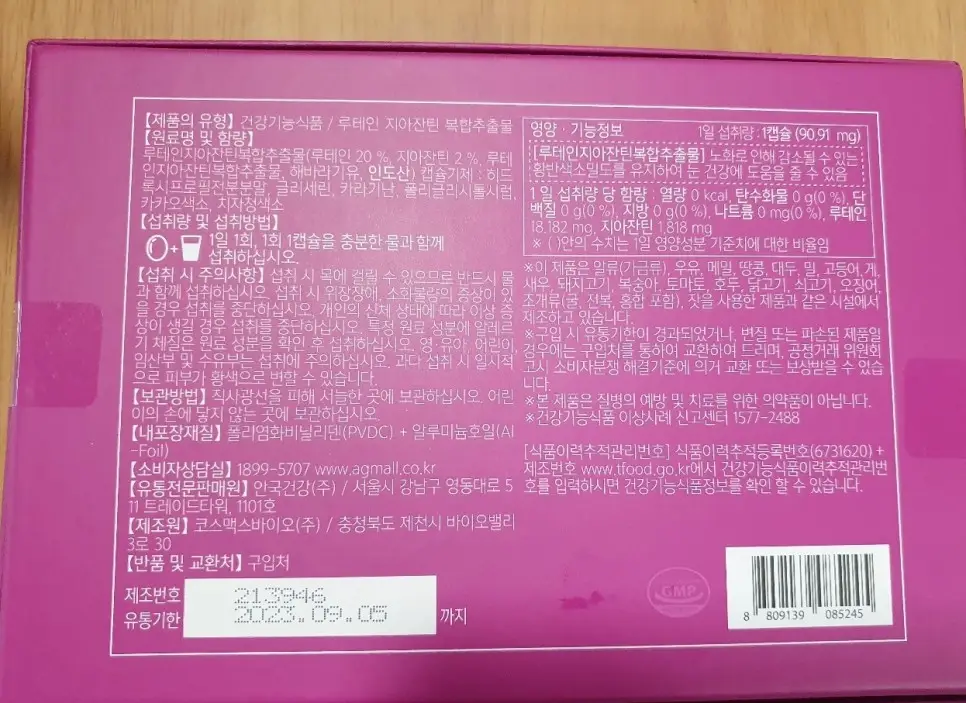 【제품의 유형】 건강기능식품 / 루테인 지아잔틴 복합추출물
【원료명 및 함량】
루테인지아잔틴복합추출물(루테인 20 %, 지아잔틴 2 %, 루테
인지아잔틴복합추출물, 해바라기유, 인도산) 캡슐기제 : 히드
록시프로필전분분말, 글리세린, 카라기난, 폴리글리시톨시럽,
카카오색소, 치자청색소
【섭취량 및 섭취방법】
1일 1회, 1회 1캡슐을 충분한 물과 함께
섭취하십시오.
【섭취 시 주의사항】 섭취 시 목에 걸릴 수 있으므로 반드시 물
과 함께 섭취하십시오. 섭취 시 위장장애, 소화불량의 증상이 있
을 경우 섭취를 중단하십시오. 개인의 신체 상태에 따라 이상 증
상이 생길 경우 섭취를 중단하십시오. 특정 원료 성분에 알레르
기 체질은 원료 성분을 확인 후 섭취하십시오. 영·유아, 어린이,
임산부 및 수유부는 섭취에 주의하십시오. 과다 섭취 시 일시적
으로 피부가 황색으로 변할 수 있습니다.
【보관방법】 직사광선을 피해 서늘한 곳에 보관하십시오. 어린
이의 손에 닿지 않는 곳에 보관하십시오.
【내포장재질】 폴리염화비닐리덴(PVDC) + 알루미늄호일(Al
-Foil)
【소비자상담실】 1899-5707 www.agmall.co.kr
【유통전문판매원】 안국건강(주) / 서울시 강남구 영동대로 5
11 트레이드타워, 1101호
【제조원】 코스맥스바이오(주) / 충청북도 제천시 바이오밸리
3로 30
【반품 및 교환처】 구입처
제조번호 213946
유통기한 2023.09.05 까지
영양·기능정보 1일 섭취량 : 1캡슐 (90.91 mg)
[루테인지아잔틴복합추출물] 노화로 인해 감소될 수 있는
황반색소밀도를 유지하여 눈 건강에 도움을 줄 수 있음
1 일 섭취량 당 함량 : 열량 0 kcal, 탄수화물 0 g(0 %), 단
백질 0 g(0 %), 지방 0 g(0 %), 나트륨 0 mg(0 %), 루테인
18.182 mg, 지아잔틴 1.818 mg
※ ( )안의 수치는 1일 영양성분 기준치에 대한 비율임
※이 제품은 알류(가금류), 우유, 메밀, 땅콩, 대두, 밀, 고등어, 게,
새우, 돼지고기, 복숭아, 토마토, 호두, 닭고기, 쇠고기, 오징어,
조개류(굴, 전복, 홍합 포함), 잣을 사용한 제품과 같은 시설에서
제조하고 있습니다.
※구입 시 유통기한이 경과되었거나, 변질 또는 파손된 제품일
경우에는 구입처를 통하여 교환하여 드리며, 공정거래 위원회
고시 소비자분쟁 해결기준에 의거 교환 또는 보상받을 수 있습
니다.
※본 제품은 질병의 예방 및 치료를 위한 의약품이 아닙니다.
※건강기능식품 이상사례 신고센터 1577-2488
[식품이력추적관리번호] 식품이력추적등록번호(6731620) +
제조번호 www.tfood.go.kr에서 건강기능식품이력추적관리번
호를 입력하시면 건강기능식품정보를 확인 할 수 있습니다.
GMP
8 809139 085245